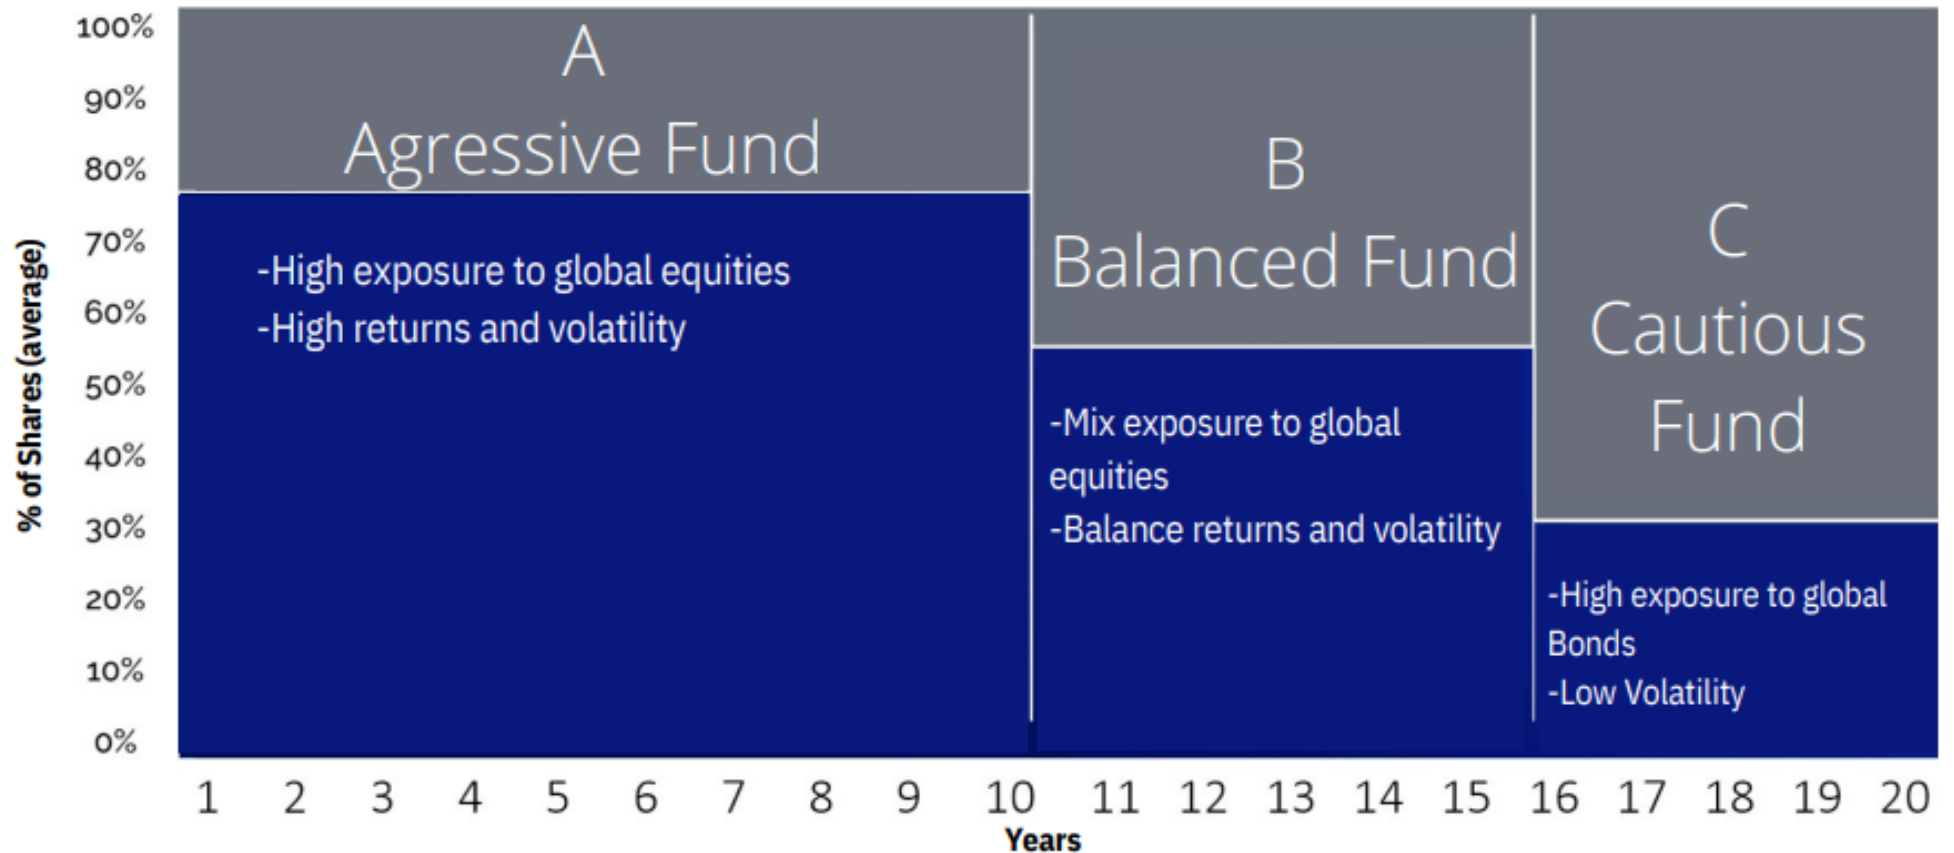 100%
90%
80%
70%
60%
50%
40%
30%
20%
10%
0%
% of Shares (average)
A
Agressive Fund
-High exposure to global equities
-High returns and volatility
B
Balanced Fund
-Mix exposure to global
equities
-Balance returns and volatility
C
Cautious
Fund
-High exposure to global
Bonds
-Low Volatility
1 2 3 4 5 6 7 8 9 10 11 12 13 14 15 16 17 18 19 20
Years